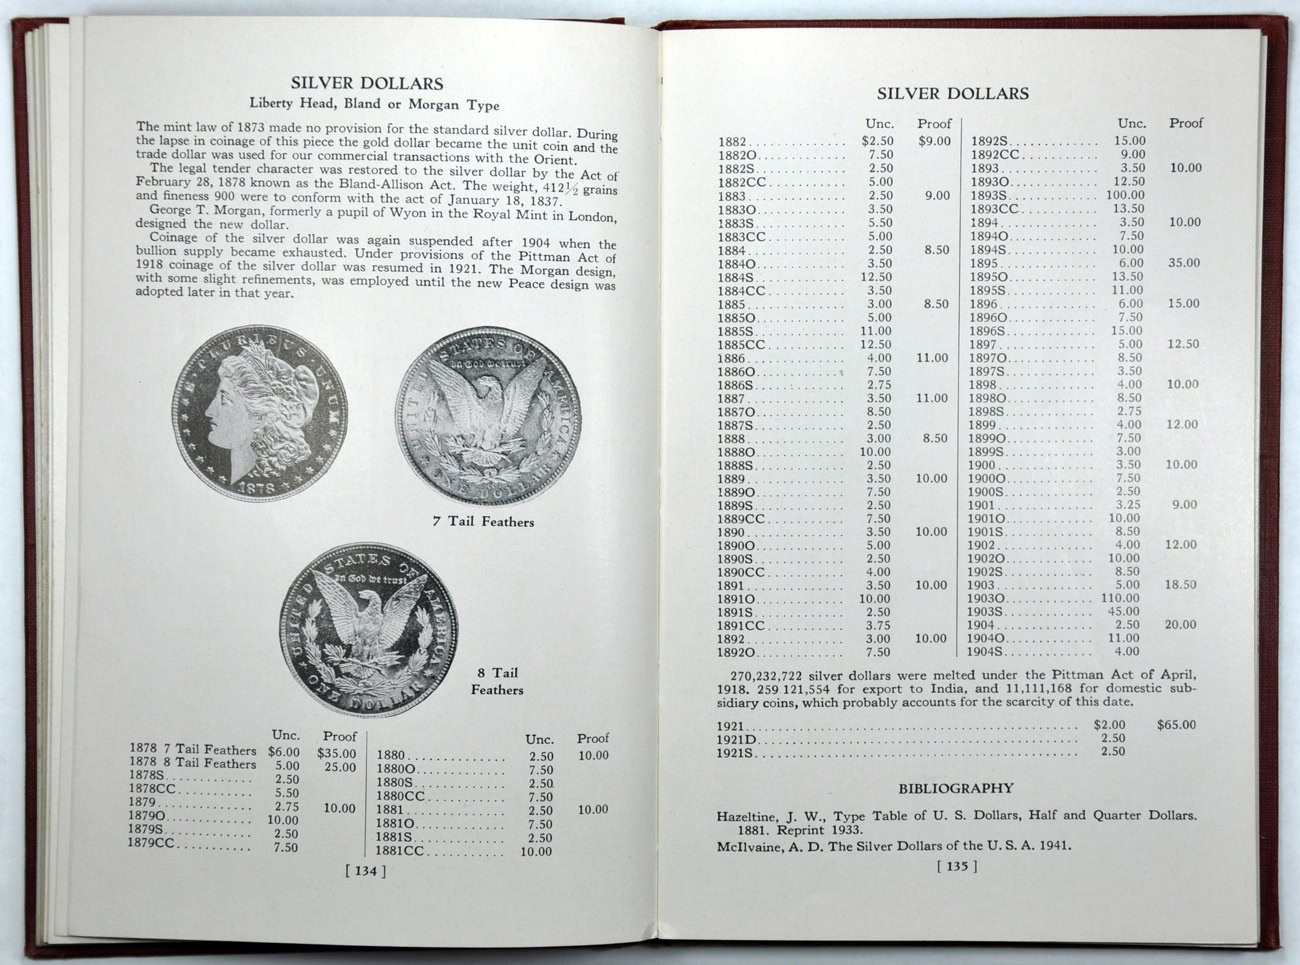 SILVER DOLLARS
Liberty Head, Bland or Morgan Type
The mint law of 1873 made no provision for the standard silver dollar. During
the lapse in coinage of this piece the gold dollar became the unit coin and the
trade dollar was used for our commercial transactions with the Orient.
The legal tender character was restored to the silver dollar by the Act of
February 28, 1878 known as the Bland-Allison Act. The weight, 412½ grains
and fineness 900 were to conform with the act of January 18, 1837.
George T. Morgan, formerly a pupil of Wyon in the Royal Mint in London,
designed the new dollar.
Coinage of the silver dollar was again suspended after 1904 when the
bullion supply became exhausted. Under provisions of the Pittman Act of
1918 coinage of the silver dollar was resumed in 1921. The Morgan design,
with some slight refinements, was employed until the new Peace design was
adopted later in that year.
E · PLURIBUS · UNUM
1878
UNITED STATES OF AMERICA
In God we trust
ONE DOLLAR
7 Tail Feathers
UNITED STATES OF AMERICA
In God we trust
ONE DOLLAR
8 Tail
Feathers
Unc. Proof
1878 7 Tail Feathers $6.00 $35.00
1878 8 Tail Feathers 5.00 25.00
1878S............ 2.50
1878CC........... 5.50
1879............. 2.75 10.00
1879O............ 10.00
1879S............ 2.50
1879CC........... 7.50
Unc. Proof
1880............... 2.50 10.00
1880O.............. 7.50
1880S.............. 2.50
1880CC............. 7.50
1881............... 2.50 10.00
1881O.............. 7.50
1881S.............. 2.50
1881CC............ 10.00
[ 134 ]
SILVER DOLLARS
Unc. Proof
1882.............. $2.50 $9.00
1882O............ 7.50
1882S............ 2.50
1882CC........... 5.00
1883.............. 2.50 9.00
1883O............ 3.50
1883S............ 5.50
1883CC........... 5.00
1884.............. 2.50 8.50
1884O............ 3.50
1884S............ 12.50
1884CC........... 3.50
1885.............. 3.00 8.50
1885O............ 5.00
1885S............ 11.00
1885CC........... 12.50
1886.............. 4.00 11.00
1886O............ 7.50
1886S............ 2.75
1887.............. 3.50 11.00
1887O............ 8.50
1887S............ 2.50
1888.............. 3.00 8.50
1888O............ 10.00
1888S............ 2.50
1889.............. 3.50 10.00
1889O............ 7.50
1889S............ 2.50
1889CC........... 7.50
1890.............. 3.50 10.00
1890O............ 5.00
1890S............ 2.50
1890CC........... 4.00
1891.............. 3.50 10.00
1891O............ 10.00
1891S............ 2.50
1891CC........... 3.75
1892.............. 3.00 10.00
1892O............ 7.50
Unc. Proof
1892S............ 15.00
1892CC........... 9.00
1893.............. 3.50 10.00
1893O............ 12.50
1893S............ 100.00
1893CC........... 13.50
1894.............. 3.50 10.00
1894O............ 7.50
1894S............ 10.00
1895.............. 6.00 35.00
1895O............ 13.50
1895S............ 11.00
1896.............. 6.00 15.00
1896O............ 7.50
1896S............ 15.00
1897.............. 5.00 12.50
1897O............ 8.50
1897S............ 3.50
1898.............. 4.00 10.00
1898O............ 8.50
1898S............ 2.75
1899.............. 4.00 12.00
1899O............ 7.50
1899S............ 3.00
1900.............. 3.50 10.00
1900O............ 7.50
1900S............ 2.50
1901.............. 3.25 9.00
1901O............ 10.00
1901S............ 8.50
1902.............. 4.00 12.00
1902O............ 10.00
1902S............ 8.50
1903.............. 5.00 18.50
1903O............ 110.00
1903S............ 45.00
1904.............. 2.50 20.00
1904O............ 11.00
1904S............ 4.00
270,232,722 silver dollars were melted under the Pittman Act of April,
1918. 259 121,554 for export to India, and 11,111,168 for domestic sub-
sidiary coins, which probably accounts for the scarcity of this date.
1921.................................................. $2.00 $65.00
1921D................................................. 2.50
1921S................................................. 2.50
BIBLIOGRAPHY
Hazeltine, J. W., Type Table of U. S. Dollars, Half and Quarter Dollars.
1881. Reprint 1933.
McIlvaine, A. D. The Silver Dollars of the U. S. A. 1941.
[ 135 ]